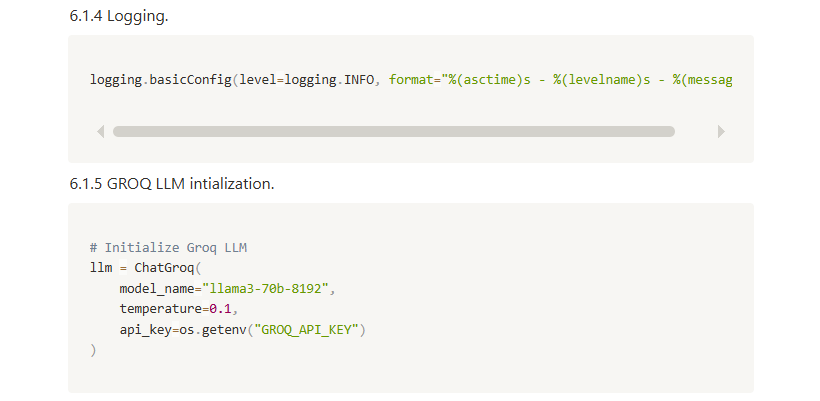 6.1.4 Logging.
logging.basicConfig(level=logging.INFO, format="%(asctime)s - %(levelname)s - %(messag
6.1.5 GROQ LLM intialization.
# Initialize Groq LLM
llm = ChatGroq(
    model_name="llama3-70b-8192",
    temperature=0.1,
    api_key=os.getenv("GROQ_API_KEY")
)